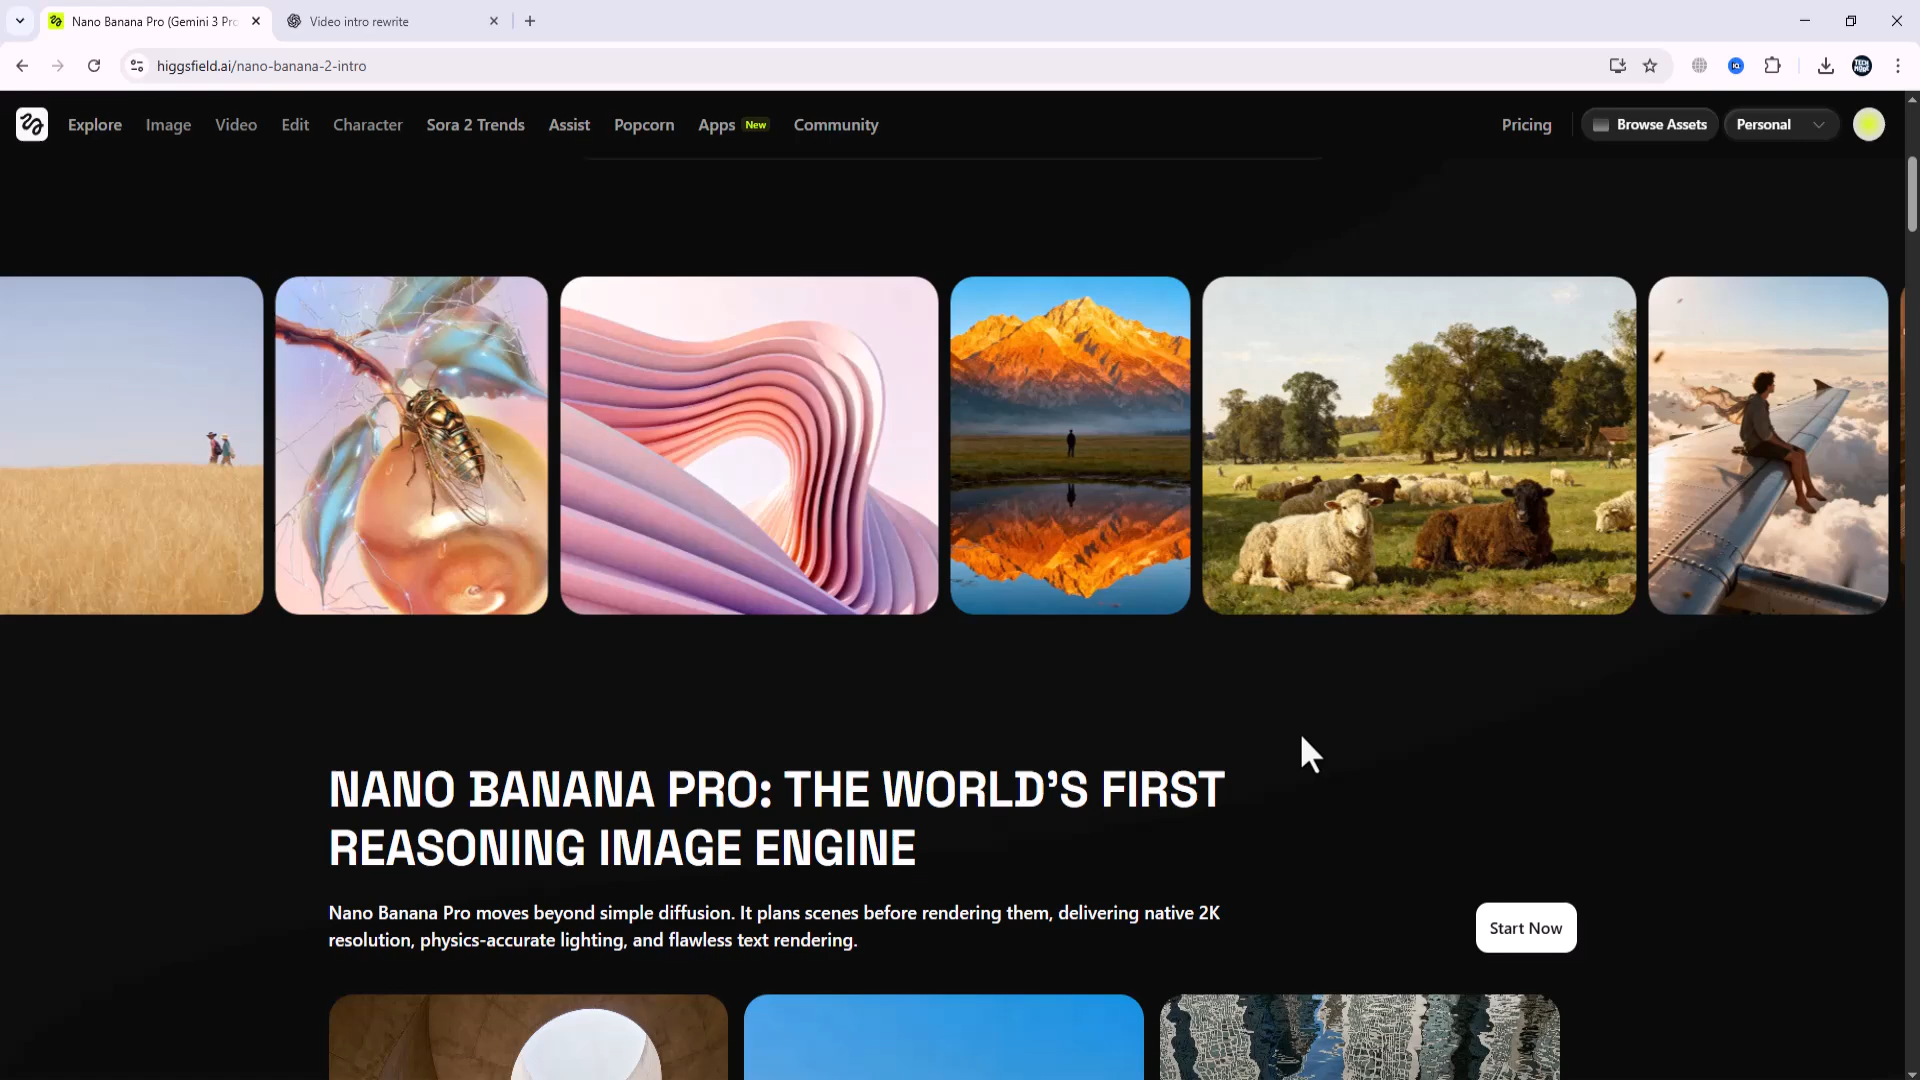 Nano Banana Pro (Gemini 3 Pro
Video intro rewrite
higgsfield.ai/nano-banana-2-intro
Explore
Image
Video
Edit
Character
Sora 2 Trends
Assist
Popcorn
Apps New
Community
Pricing
Browse Assets
Personal
NANO BANANA PRO: THE WORLD'S FIRST
REASONING IMAGE ENGINE
Nano Banana Pro moves beyond simple diffusion. It plans scenes before rendering them, delivering native 2K
resolution, physics-accurate lighting, and flawless text rendering.
Start Now